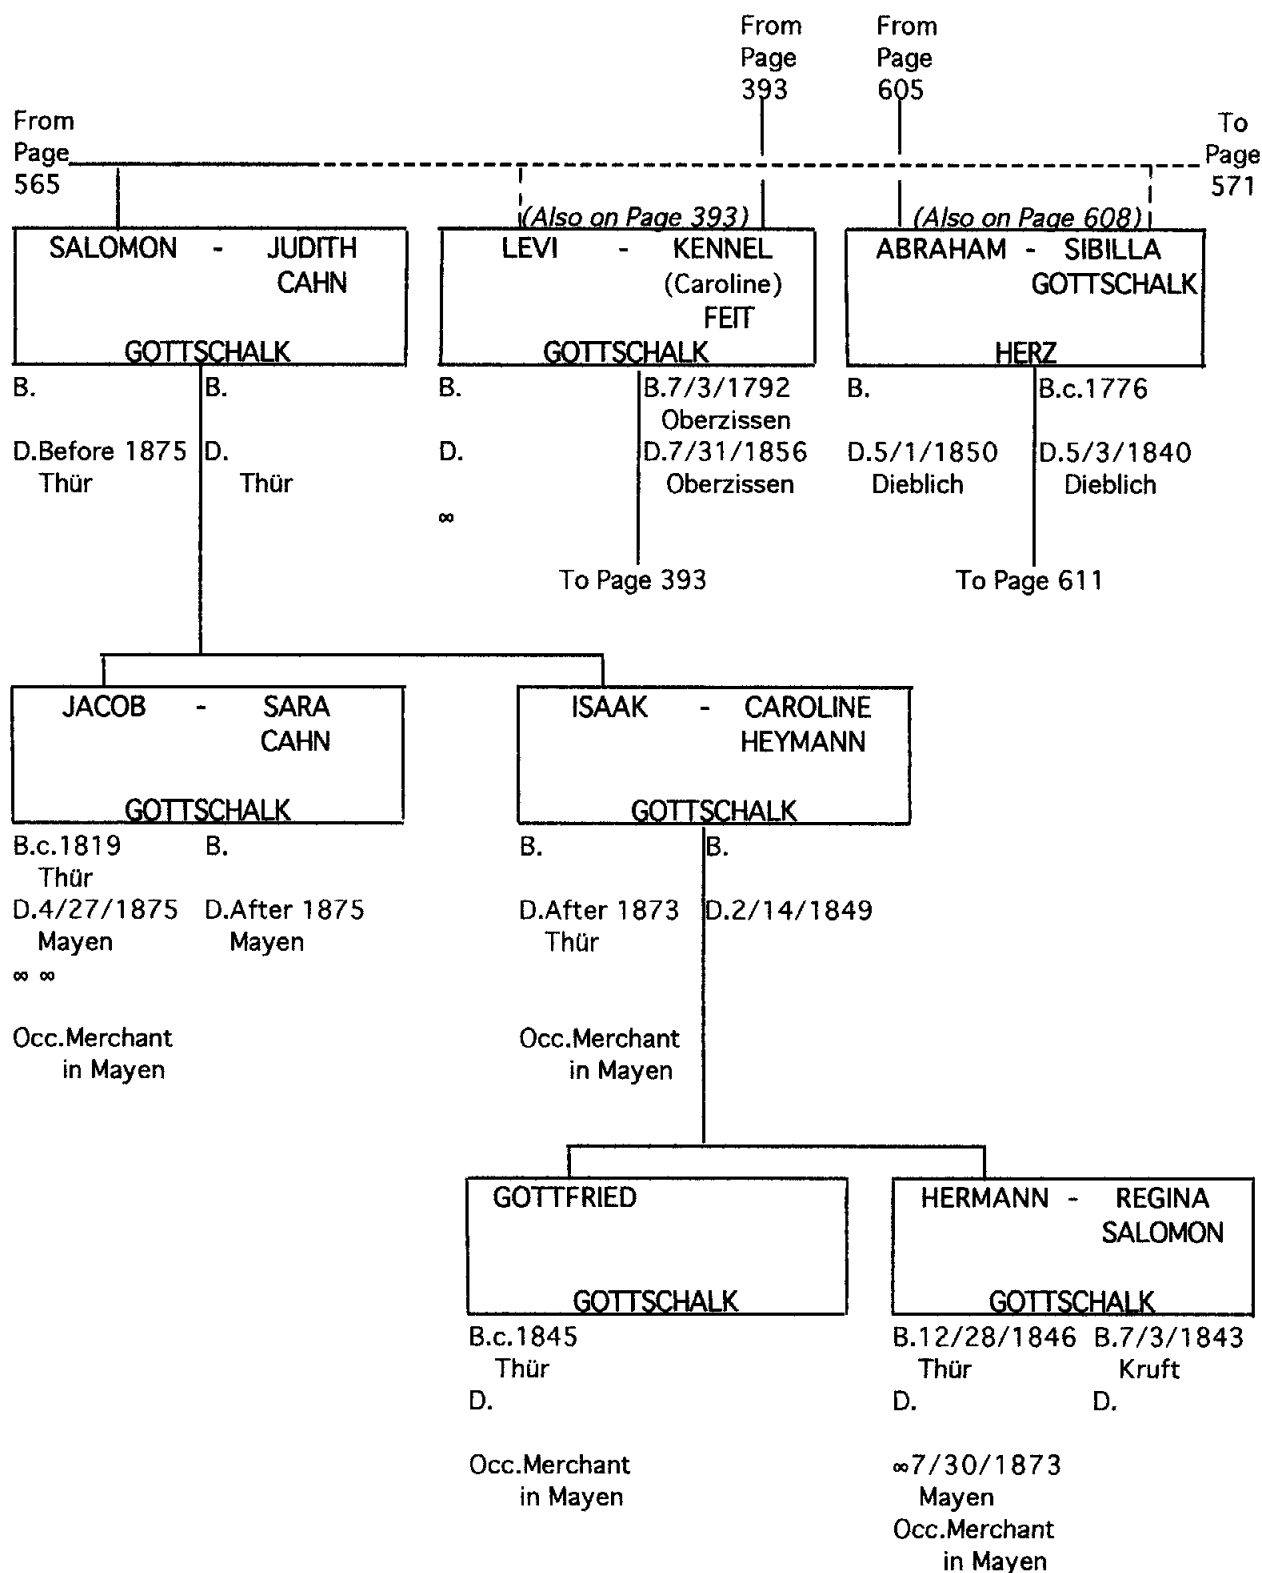 From
Page
393
From
Page
605
From
Page
565
To
Page
571
(Also on Page 393)
(Also on Page 608)
SALOMON - JUDITH
CAHN
GOTTSCHALK
B. B.
D.Before 1875 D.
Thür Thür
LEVI - KENNEL
(Caroline)
FEIT
GOTTSCHALK
B. B.7/3/1792
Oberzissen
D. D.7/31/1856
Oberzissen
∞
To Page 393
ABRAHAM - SIBILLA
GOTTSCHALK
HERZ
B. B.c.1776
D.5/1/1850 D.5/3/1840
Dieblich Dieblich
To Page 611
JACOB - SARA
CAHN
GOTTSCHALK
B.c.1819 B.
Thür
D.4/27/1875 D.After 1875
Mayen Mayen
∞ ∞
Occ.Merchant
in Mayen
ISAAK - CAROLINE
HEYMANN
GOTTSCHALK
B. B.
D.After 1873 D.2/14/1849
Thür
Occ.Merchant
in Mayen
GOTTFRIED
GOTTSCHALK
B.c.1845
Thür
D.
Occ.Merchant
in Mayen
HERMANN - REGINA
SALOMON
GOTTSCHALK
B.12/28/1846 B.7/3/1843
Thür Kruft
D. D.
∞7/30/1873
Mayen
Occ.Merchant
in Mayen